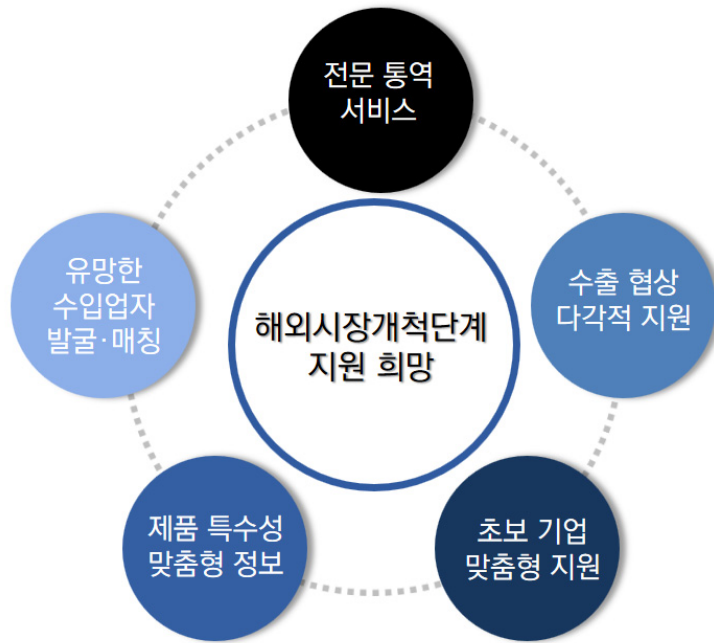 전문 통역
서비스
유망한
수입업자
발굴·매칭
수출 협상
다각적 지원
해외시장개척단계
지원 희망
제품 특수성
맞춤형 정보
초보 기업
맞춤형 지원